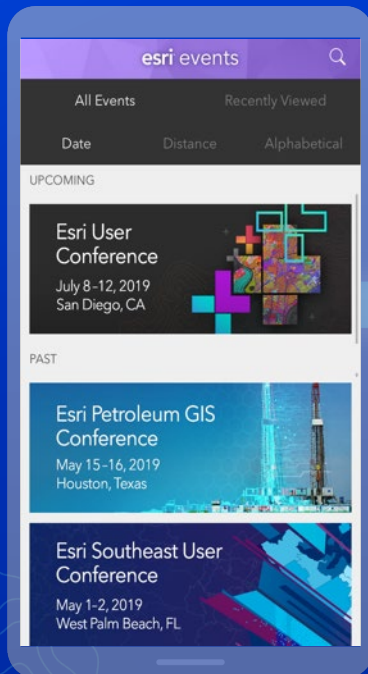 esri events
All Events Recently Viewed
Date Distance Alphabetical
UPCOMING
Esri User
Conference
July 8-12, 2019
San Diego, CA
PAST
Esri Petroleum GIS
Conference
May 15-16, 2019
Houston, Texas
Esri Southeast User
Conference
May 1-2, 2019
West Palm Beach, FL